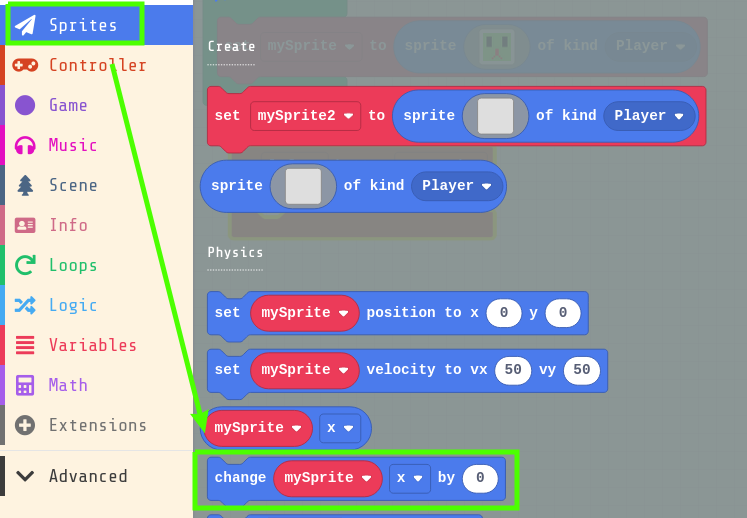 Sprites
Controller
Game
Music
Scene
Info
Loops
Logic
Variables
Math
Extensions
Advanced
mySprite to sprite of kind Player
Create
set mySprite2 to sprite of kind Player
sprite of kind Player
Physics
set mySprite position to x 0 y 0
set mySprite velocity to vx 50 vy 50
mySprite x
change mySprite x by 0